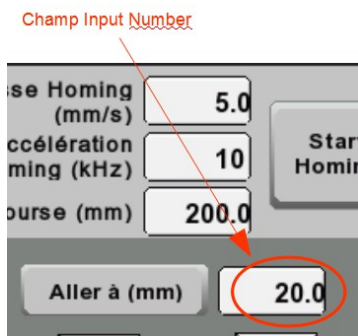 Champ Input Number
sse Homing
(mm/s)
5.0
ccélération
ming (kHz)
10
Star
Homin
ourse (mm)
200.0
Aller à (mm)
20.0